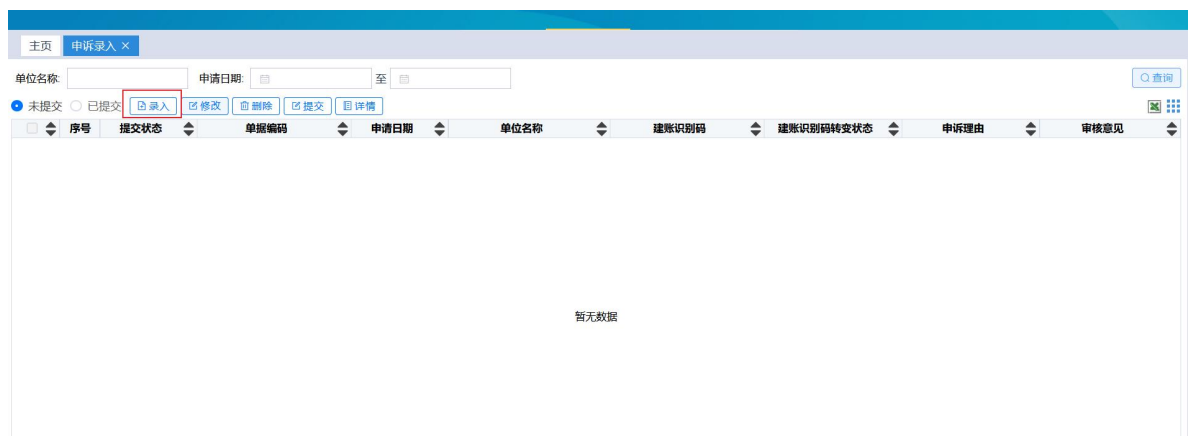 主页 申诉录入 ×
单位名称: 申请日期: 至 查询
未提交 已提交 录入 修改 删除 提交 详情
序号 提交状态 单据编码 申请日期 单位名称 建账识别码 建账识别码转变状态 申诉理由 审核意见
暂无数据